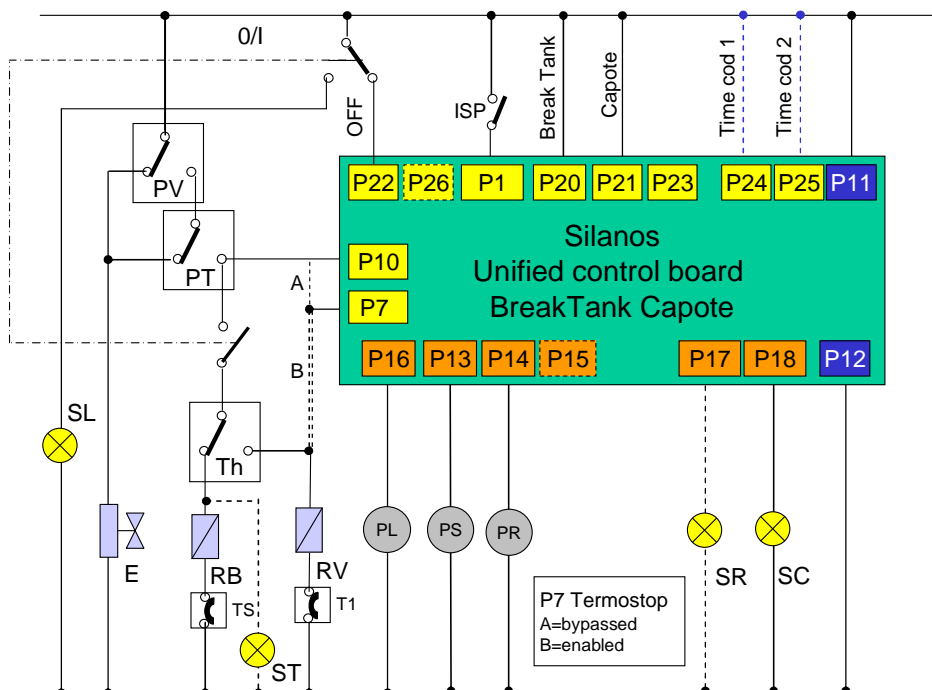 0/I
OFF
ISP
Break Tank
Capote
Time cod 1
Time cod 2
PV
P22 P26 P1 P20 P21 P23 P24 P25 P11
Silanos
Unified control board
BreakTank Capote
PT
P10
A
P7
B
P16 P13 P14 P15 P17 P18 P12
SL
Th
PL PS PR
E
RB
RV
SR
SC
TS
T1
ST
P7 Termostop
A=bypassed
B=enabled